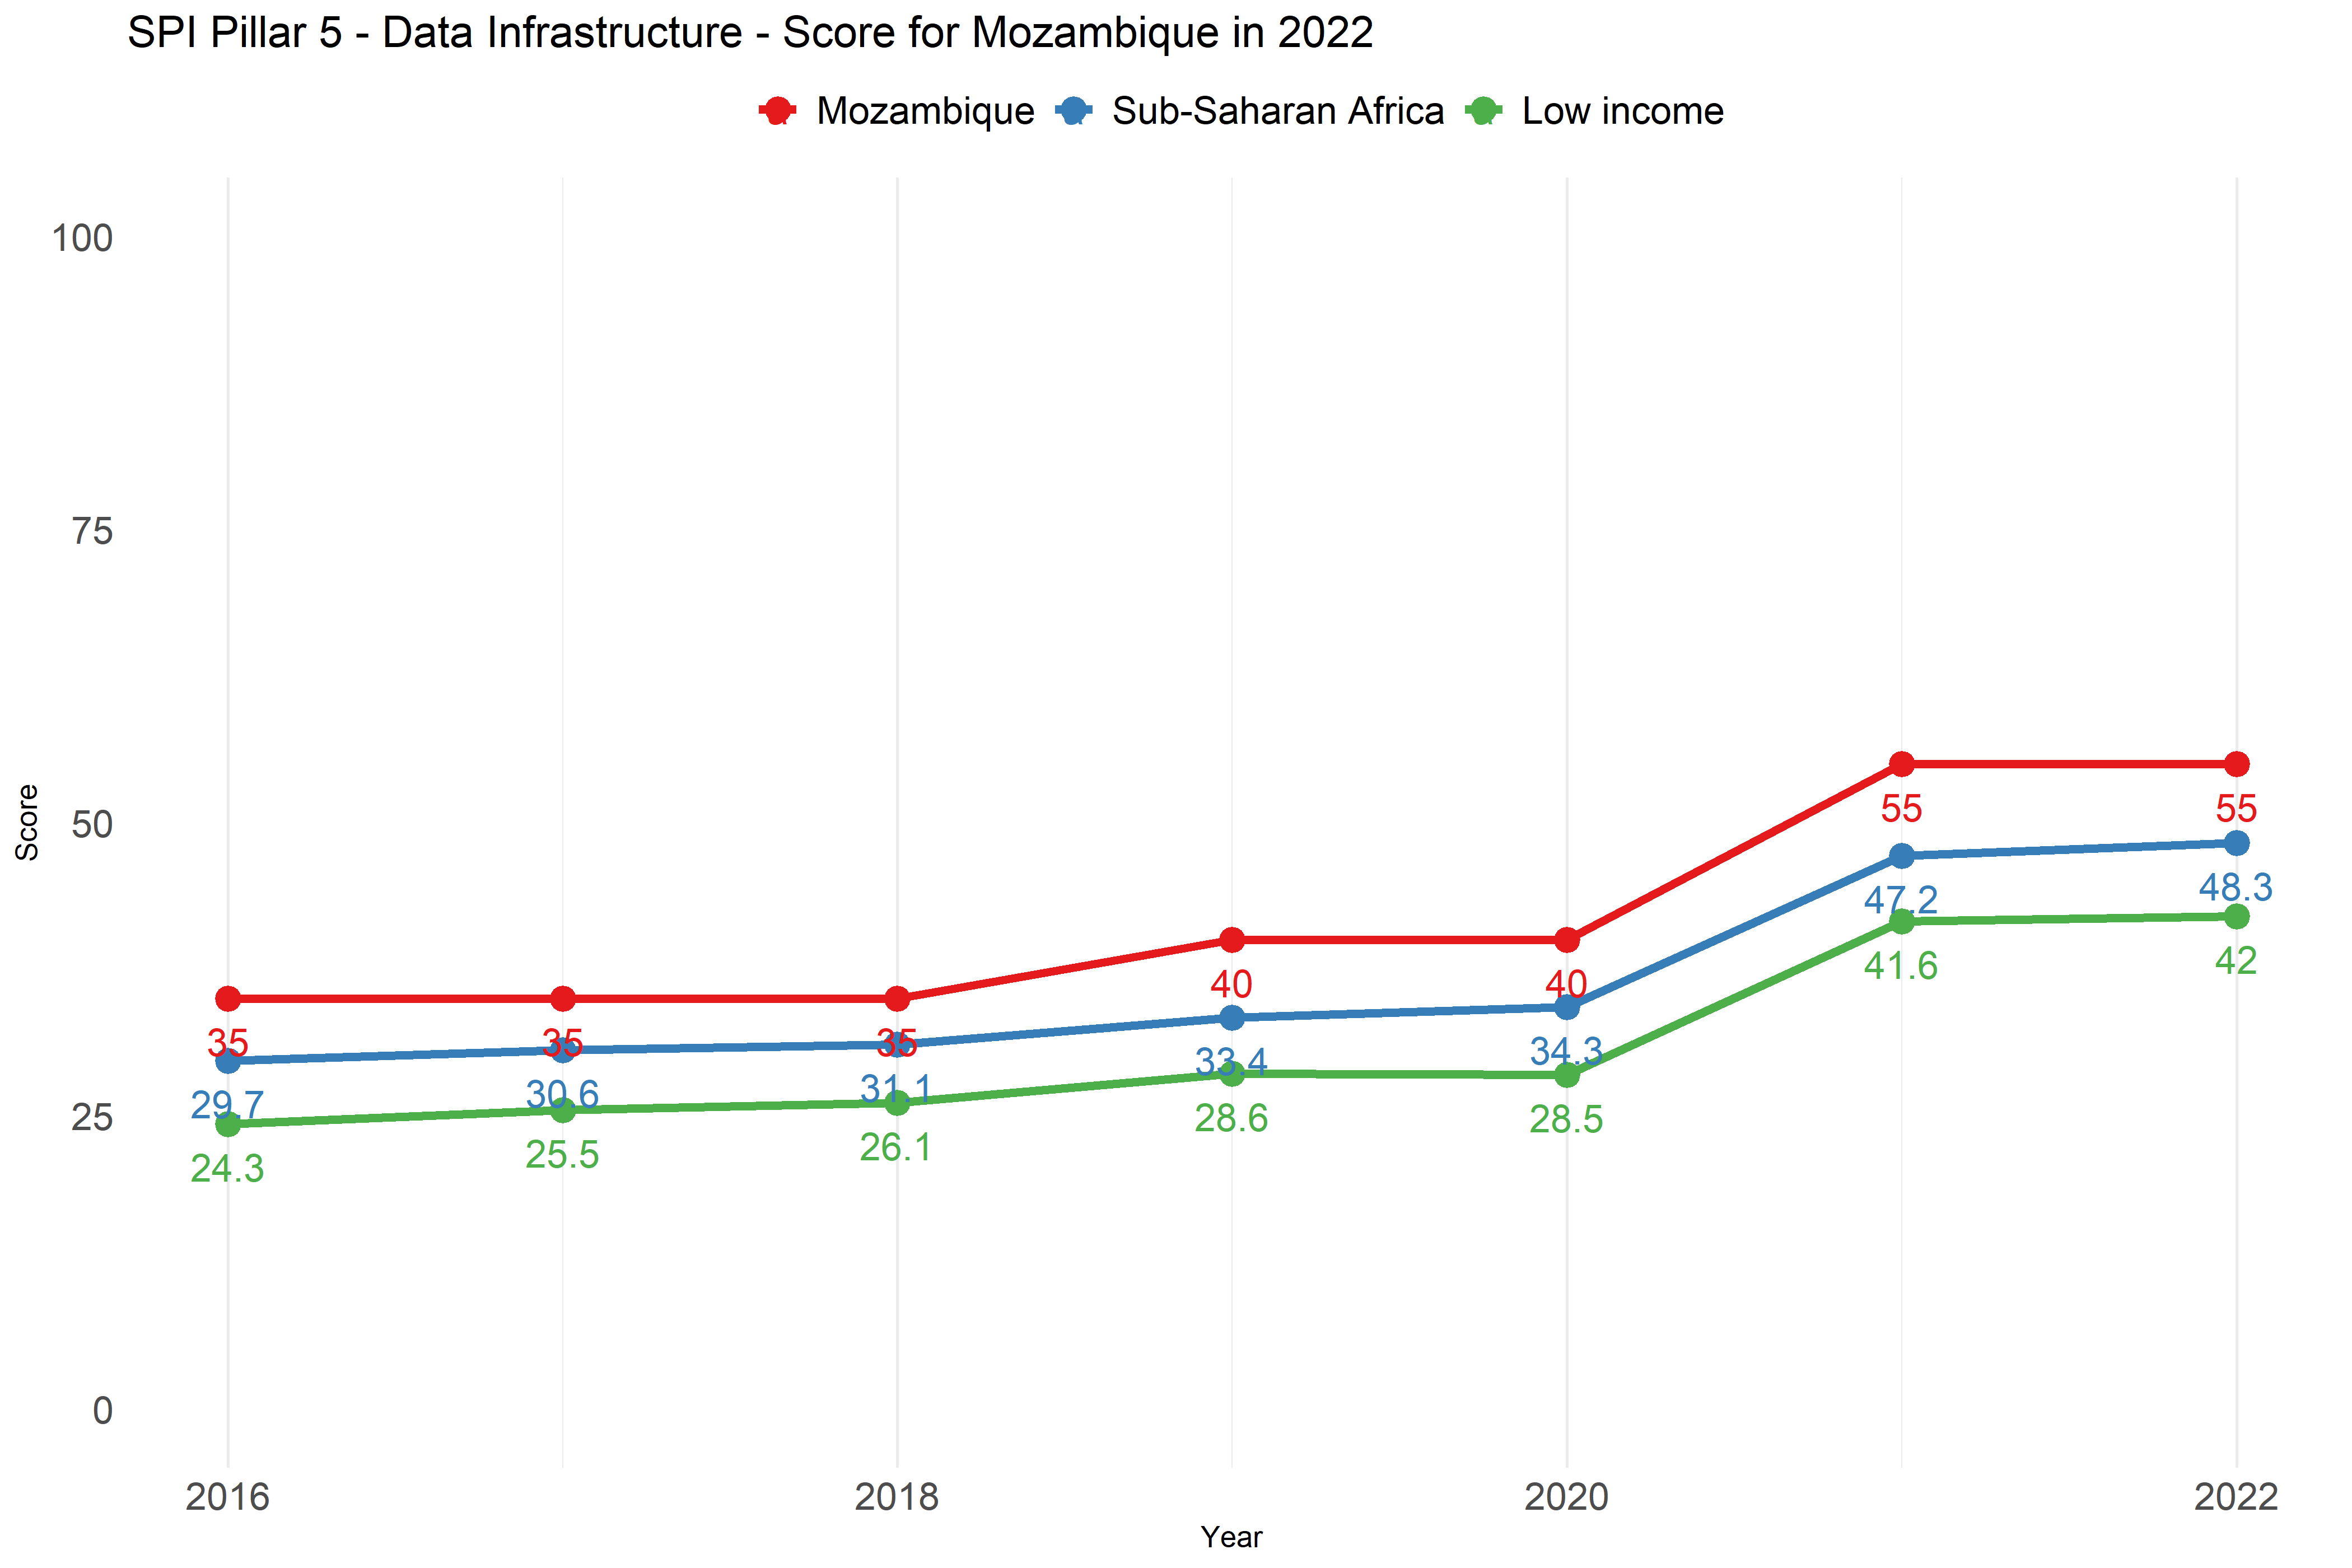 SPI Pillar 5 - Data Infrastructure - Score for Mozambique in 2022
Mozambique Sub-Saharan Africa Low income
100
75
50
25
0
Score
55 55
47.2 48.3
41.6 42
40 40
35 35 35
33.4 34.3
29.7 30.6 31.1
28.6 28.5
24.3 25.5 26.1
2016 2018 2020 2022
Year